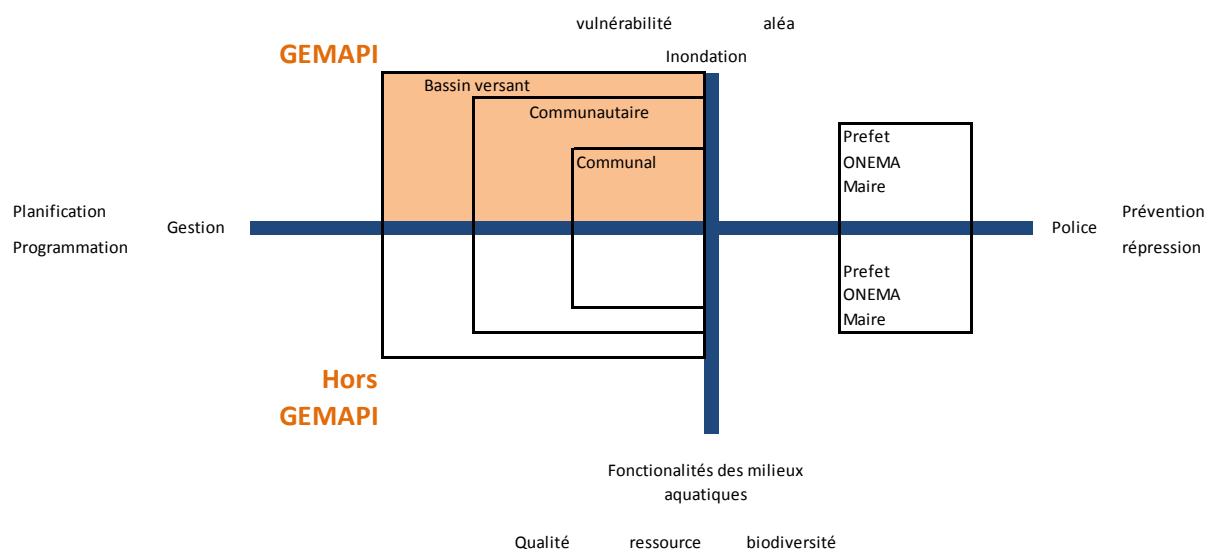 vulnérabilité aléa
GEMAPI
Inondation
Bassin versant
Communautaire
Communal
Prefet
ONEMA
Maire
Planification
Programmation
Gestion
Police
Prévention
répression
Prefet
ONEMA
Maire
Hors
GEMAPI
Fonctionalités des milieux
aquatiques
Qualité ressource biodiversité